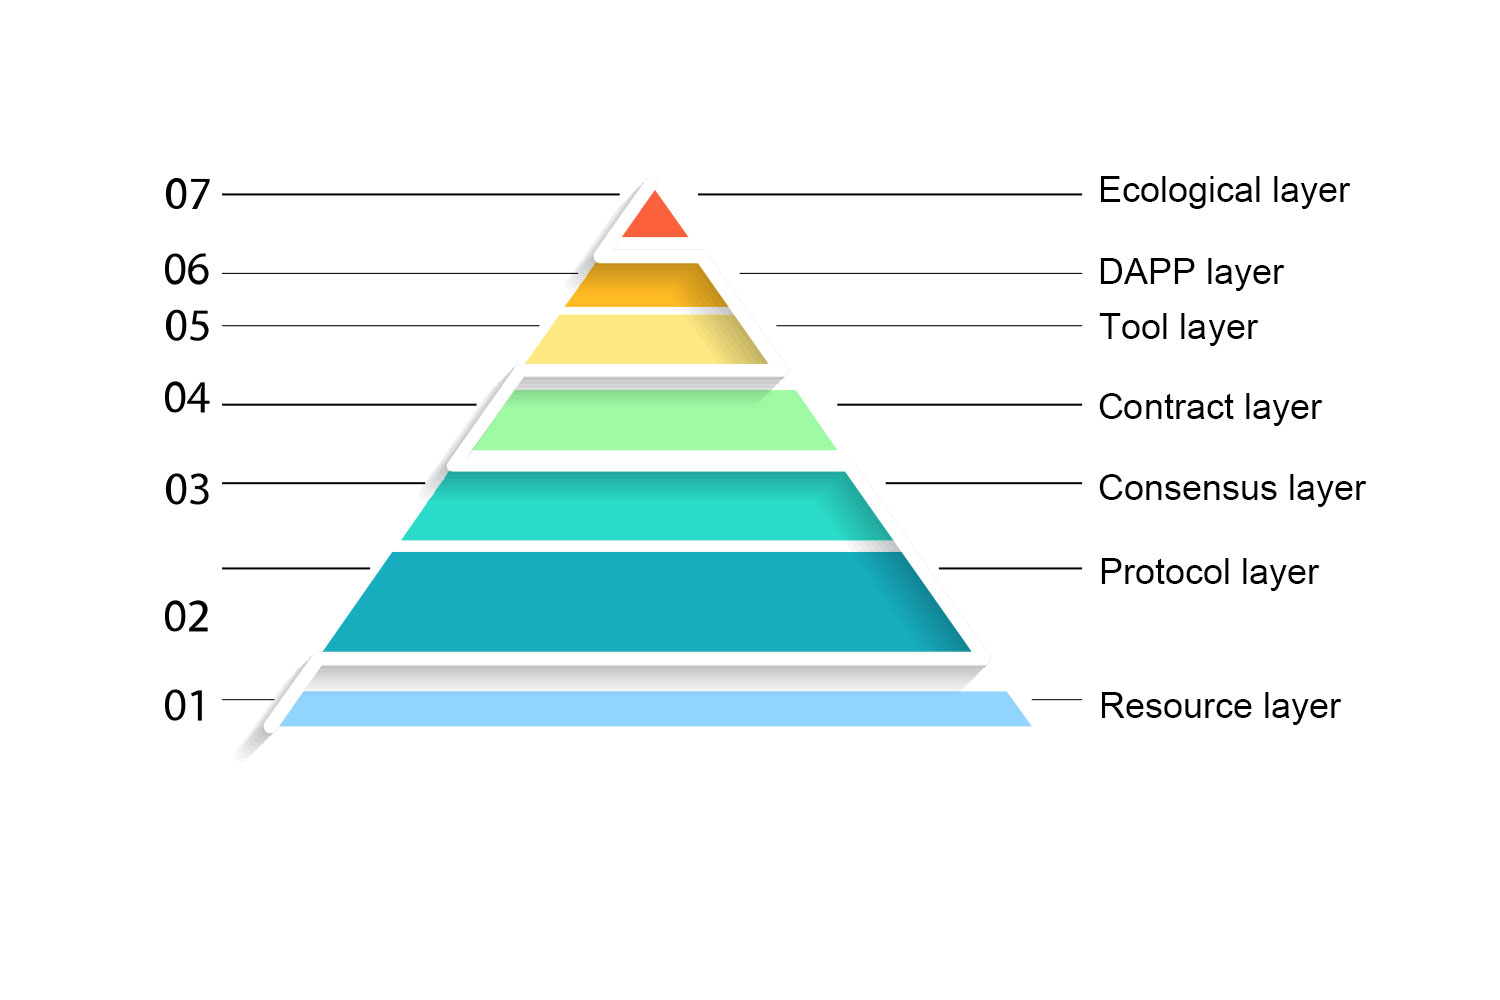 07 Ecological layer
06 DAPP layer
05 Tool layer
04 Contract layer
03 Consensus layer
02 Protocol layer
01 Resource layer